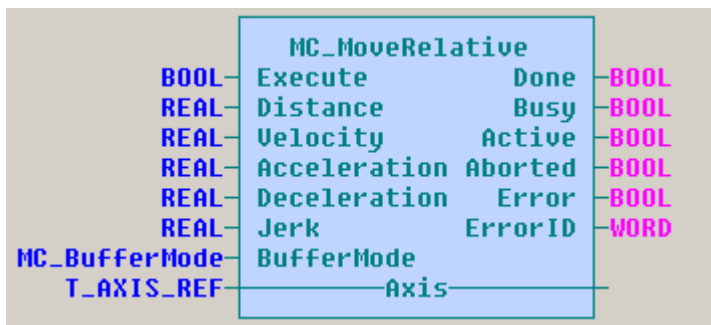 MC_MoveRelative
BOOL Execute Done BOOL
REAL Distance Busy BOOL
REAL Velocity Active BOOL
REAL Acceleration Aborted BOOL
REAL Deceleration Error BOOL
REAL Jerk ErrorID WORD
MC_BufferMode BufferMode
T_AXIS_REF Axis